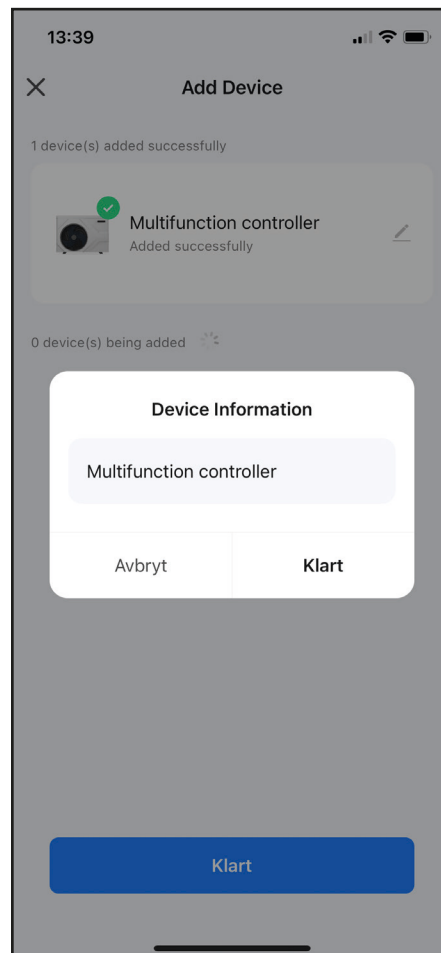 13:39
Add Device
1 device(s) added successfully
Multifunction controller
Added successfully
0 device(s) being added
Device Information
Multifunction controller
Avbryt
Klart
Klart